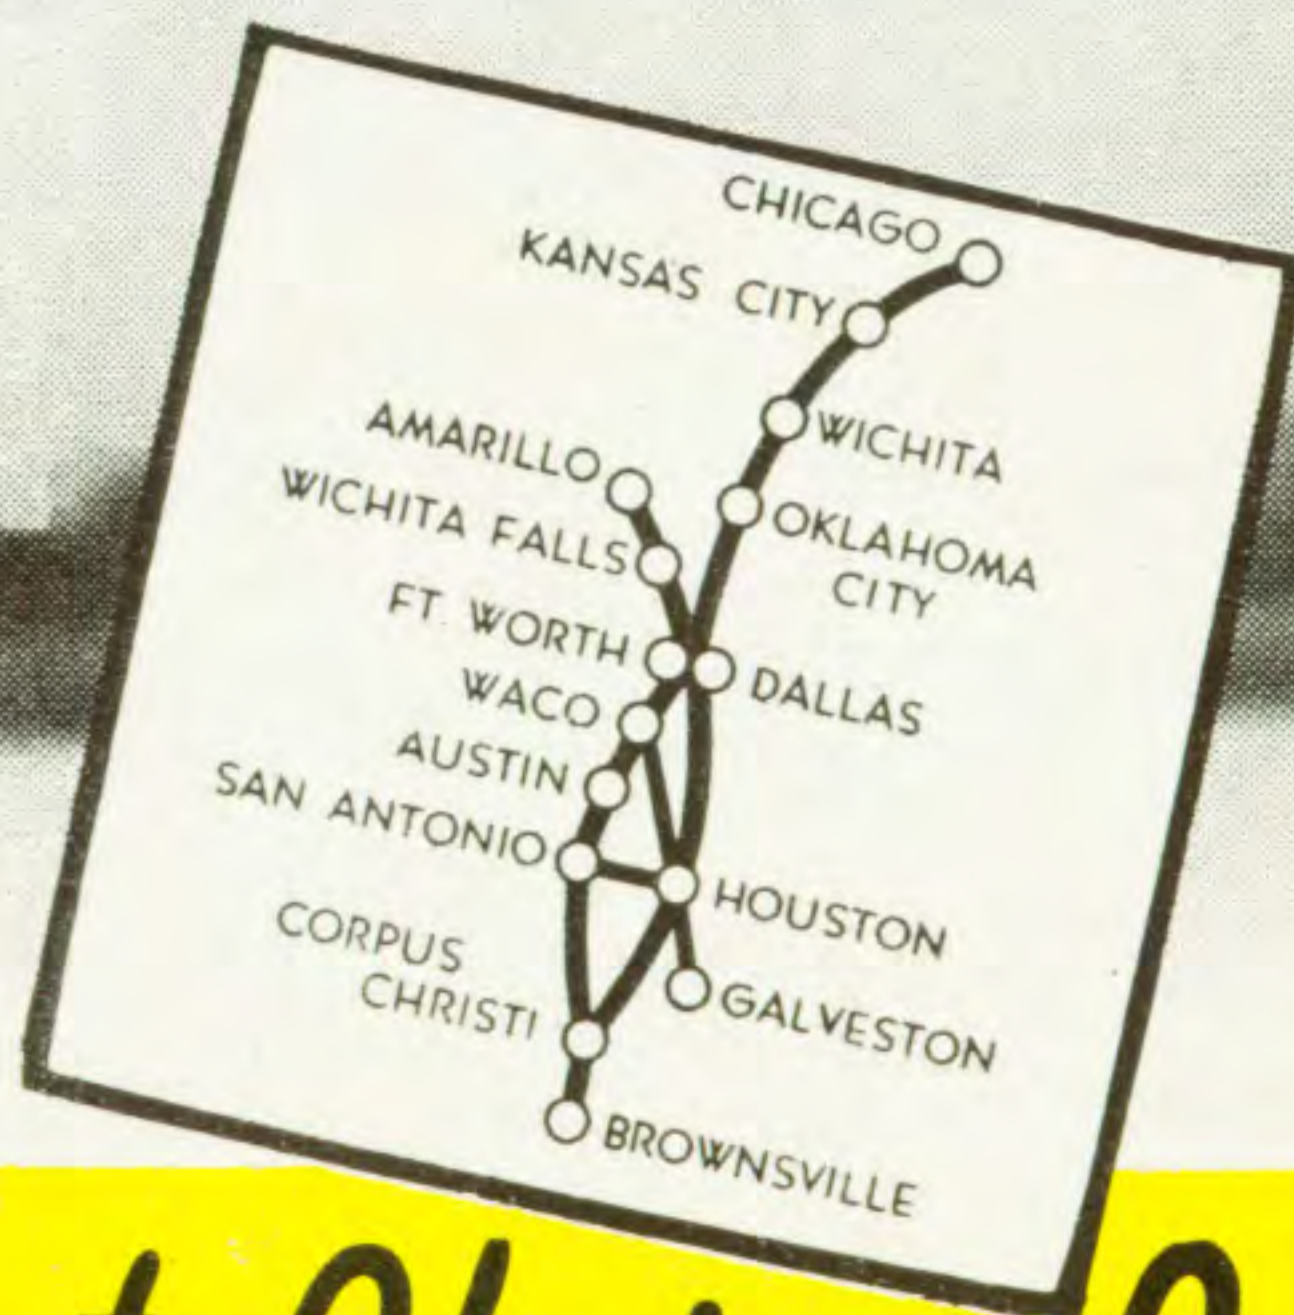 CHICAGO
KANSAS CITY
WICHITA
AMARILLO
OKLAHOMA
CITY
WICHITA FALLS
FT. WORTH
DALLAS
WACO
AUSTIN
SAN ANTONIO
HOUSTON
CORPUS
CHRISTI
GALVESTON
BROWNSVILLE